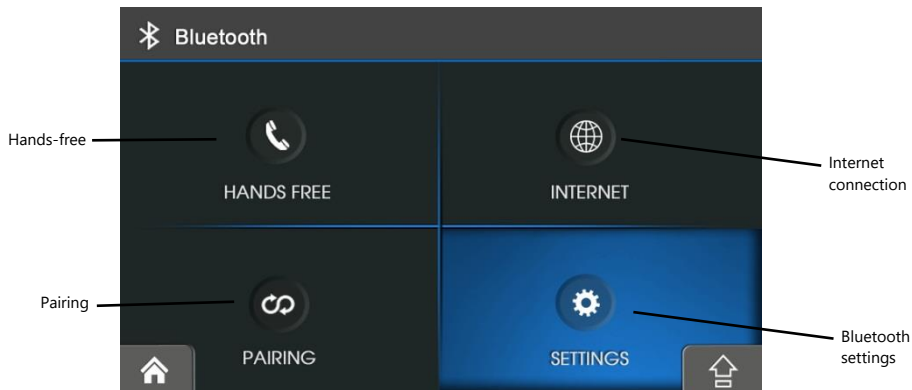 Bluetooth
Hands-free
HANDS FREE
INTERNET
Internet
connection
Pairing
PAIRING
SETTINGS
Bluetooth
settings